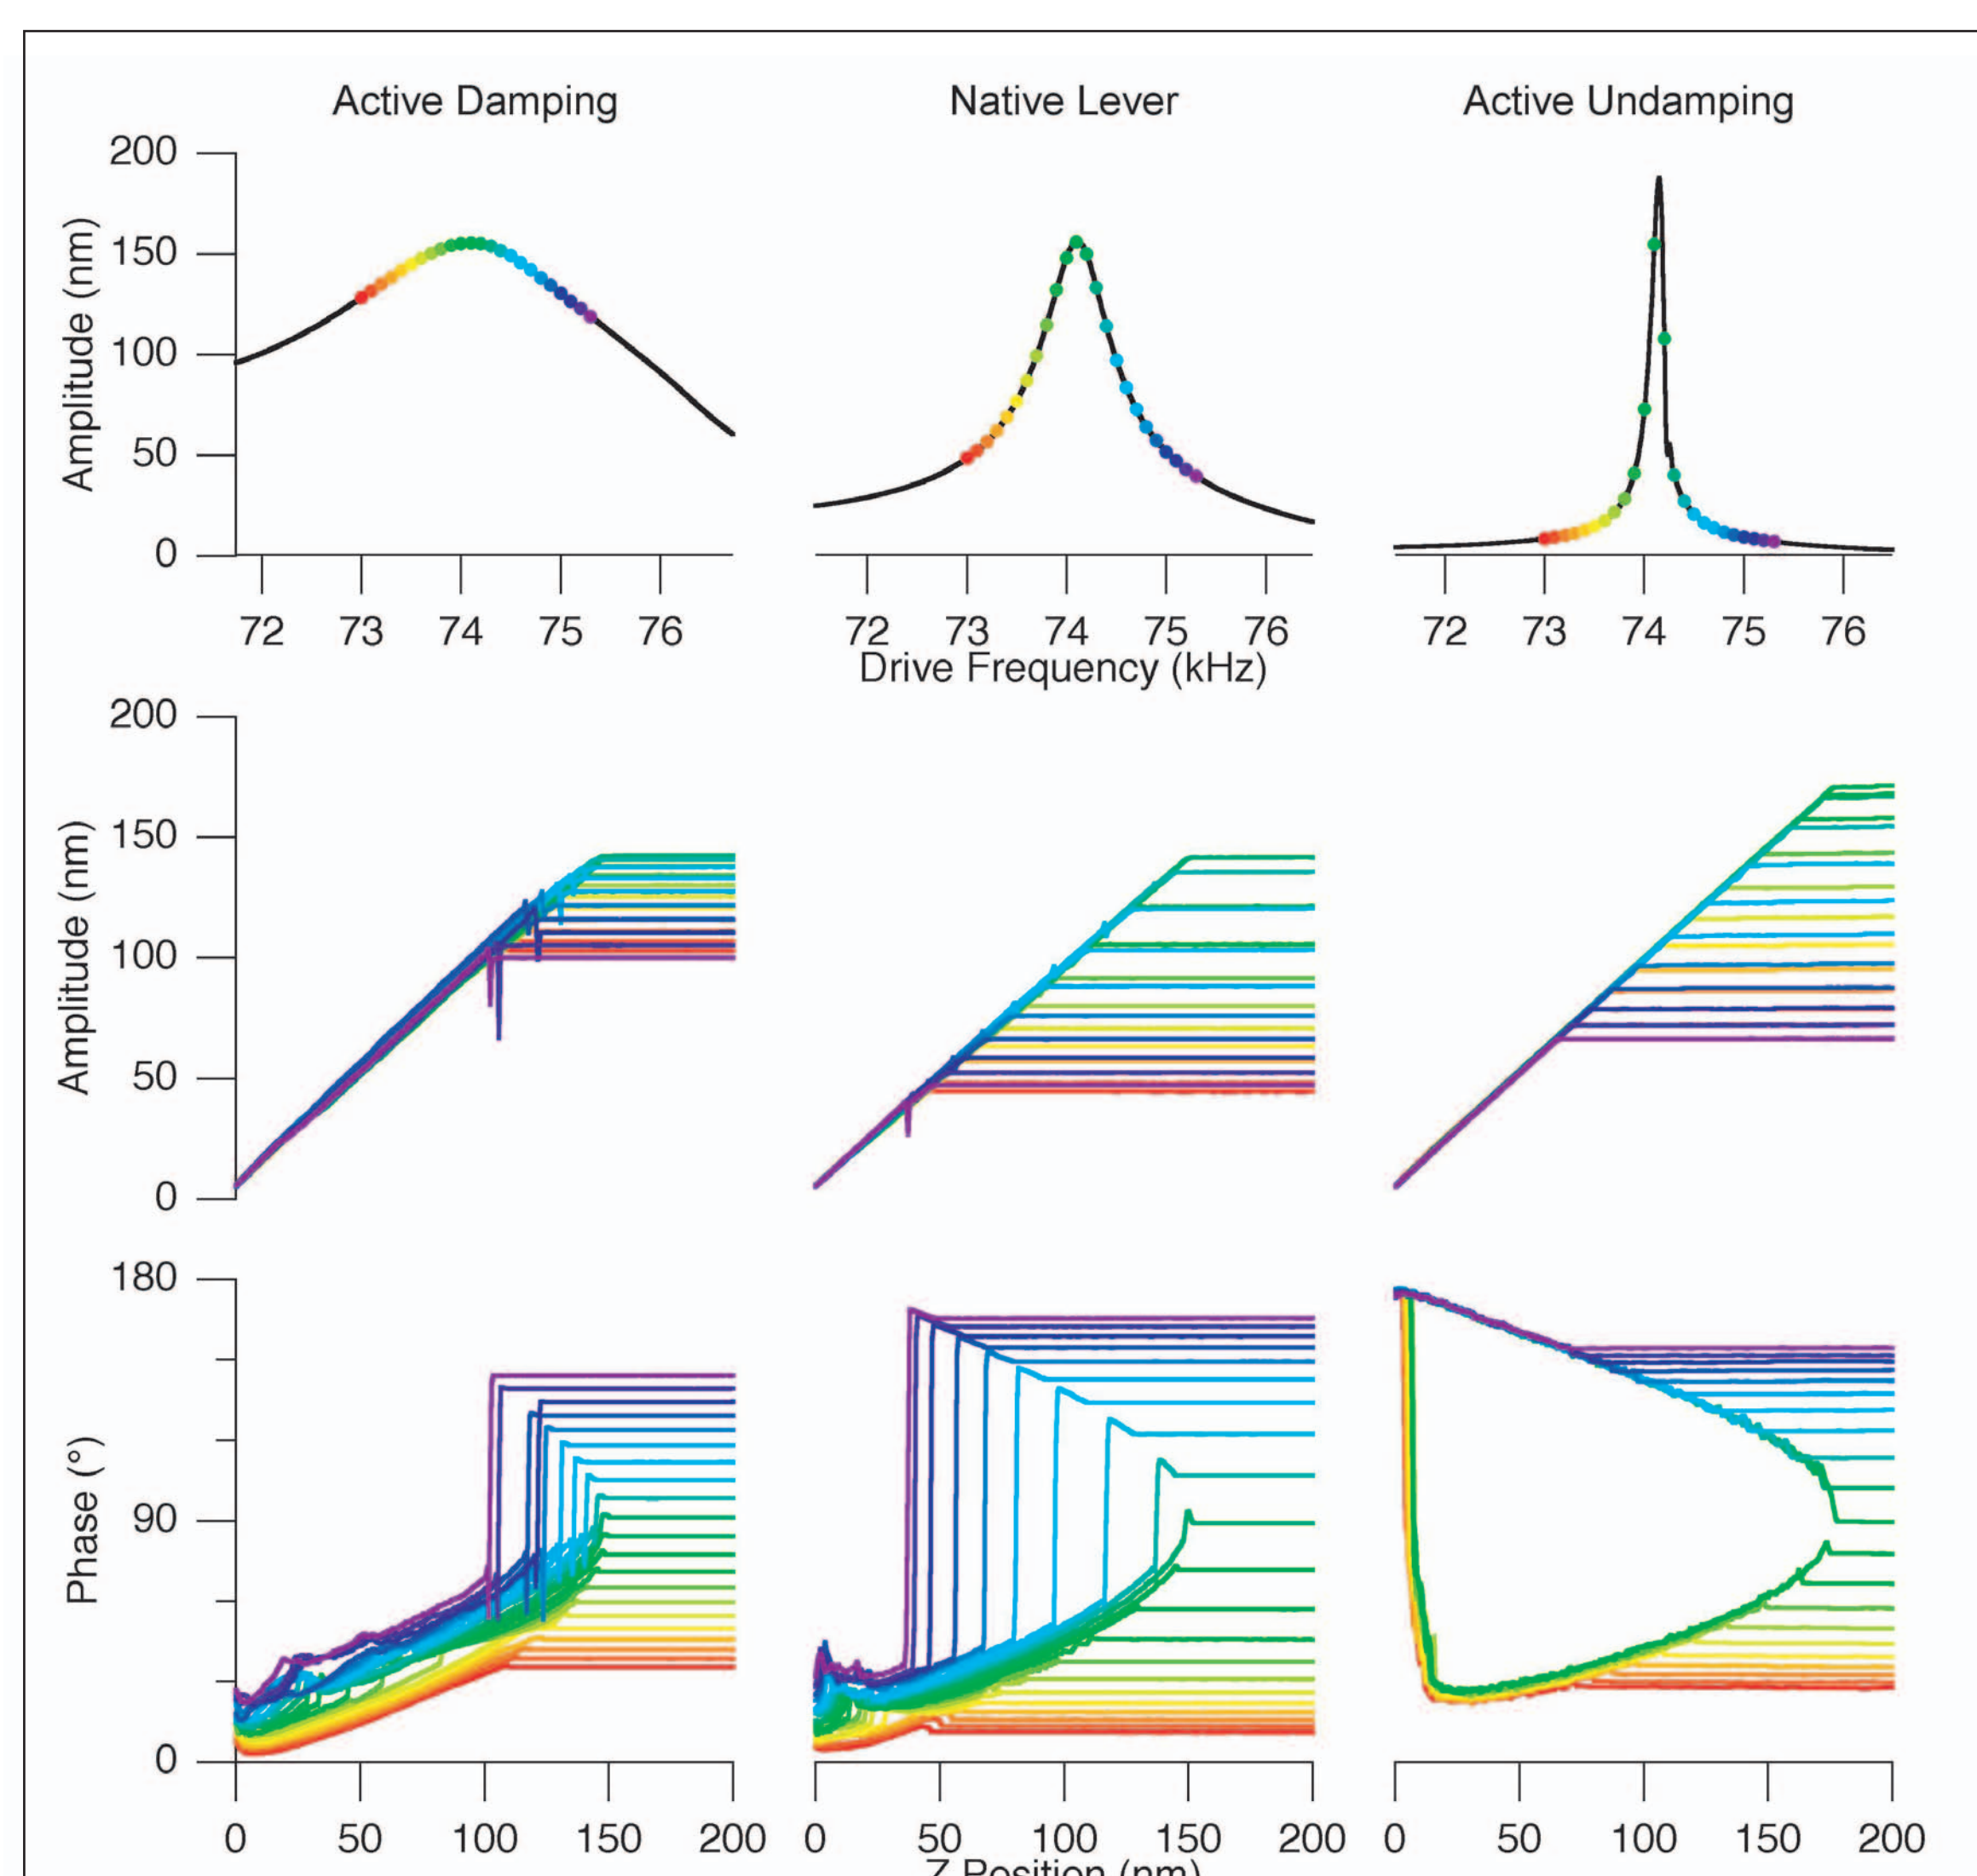 Active Damping Native Lever Active Undamping
200
150
100
50
0
Amplitude (nm)
72 73 74 75 76 72 73 74 75 76 72 73 74 75 76
Drive Frequency (kHz)
200
150
100
50
0
Amplitude (nm)
180
90
0
Phase (°)
0 50 100 150 200 0 50 100 150 200 0 50 100 150 200
Z Position (nm)